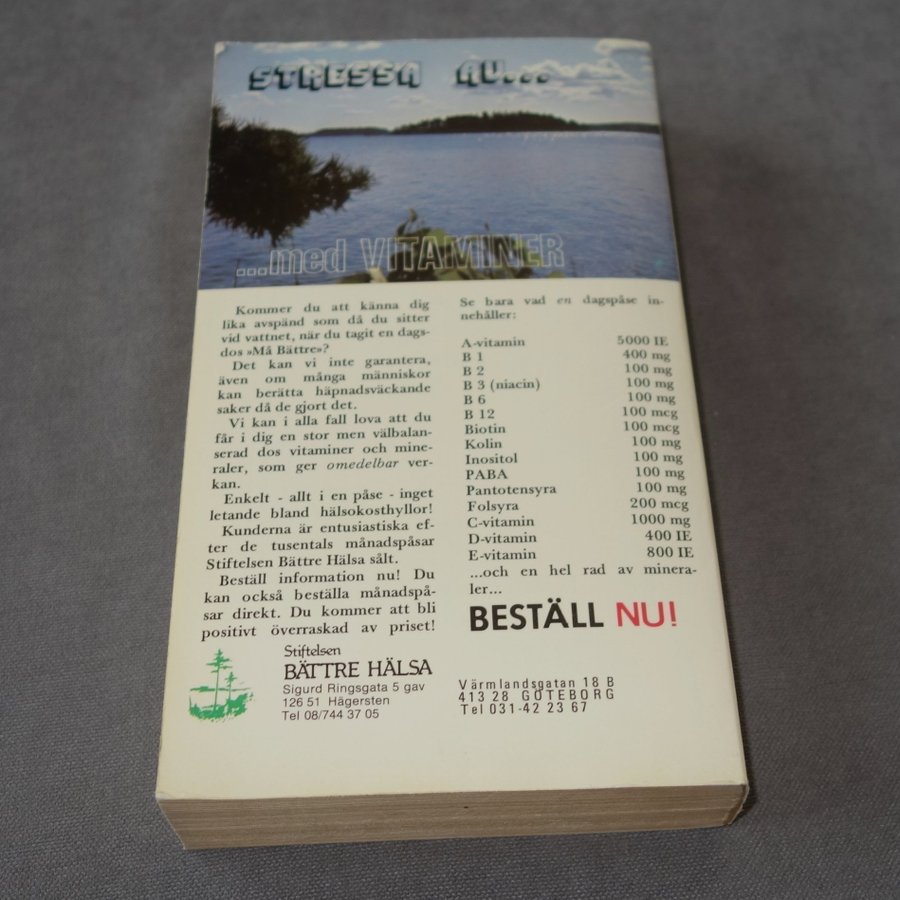 STRESSA AV...
...med VITAMINER
Kommer du att känna dig
lika avspänd som då du sitter
vid vattnet, när du tagit en dags-
dos »Må Bättre»?
Det kan vi inte garantera,
även om många människor
kan berätta häpnadsväckande
saker då de gjort det.
Vi kan i alla fall lova att du
får i dig en stor men välbalan-
serad dos vitaminer och mine-
raler, som ger omedelbar ver-
kan.
Enkelt - allt i en påse - inget
letande bland hälsokosthyllor!
Kunderna är entusiastiska ef-
ter de tusentals månadspåsar
Stiftelsen Bättre Hälsa sålt.
Beställ information nu! Du
kan också beställa månadspå-
sar direkt. Du kommer att bli
positivt överraskad av priset!
Se bara vad en dagspåse in-
nehåller:
A-vitamin 5000 IE
B 1 400 mg
B 2 100 mg
B 3 (niacin) 100 mg
B 6 100 mg
B 12 100 mcg
Biotin 100 mcg
Kolin 100 mg
Inositol 100 mg
PABA 100 mg
Pantotensyra 100 mg
Folsyra 200 mcg
C-vitamin 1000 mg
D-vitamin 400 IE
E-vitamin 800 IE
...och en hel rad av minera-
ler...
BESTÄLL NU!
Stiftelsen
BÄTTRE HÄLSA
Sigurd Ringsgata 5 gav
126 51 Hägersten
Tel 08/744 37 05
Värmlandsgatan 18 B
413 28 GÖTEBORG
Tel 031-42 23 67